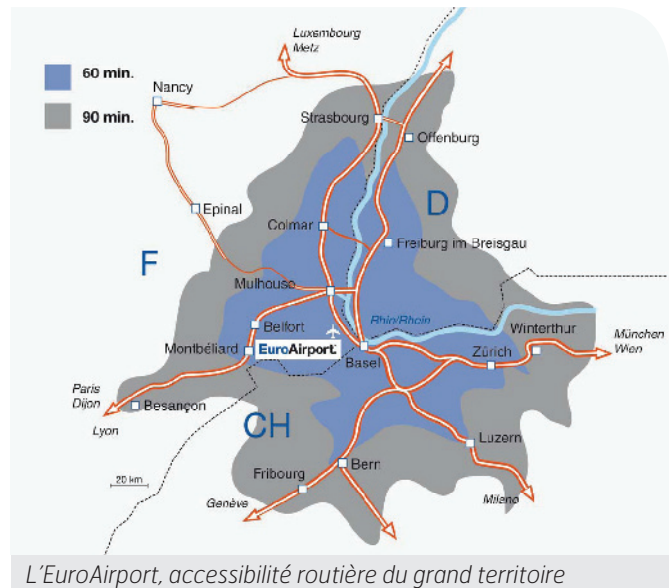 Luxembourg
Metz
60 min.
90 min.
Nancy
Strasbourg
Offenburg
Epinal
D
Colmar
Freiburg im Breisgau
F
Mulhouse
Rhin/Rhein
Belfort
Winterthur
München
Wien
EuroAirport®
Montbéliard
Basel
Zürich
Paris
Dijon
Besançon
Lyon
CH
Luzern
20 km
Bern
Fribourg
Genève
Milano
L'EuroAirport, accessibilité routière du grand territoire